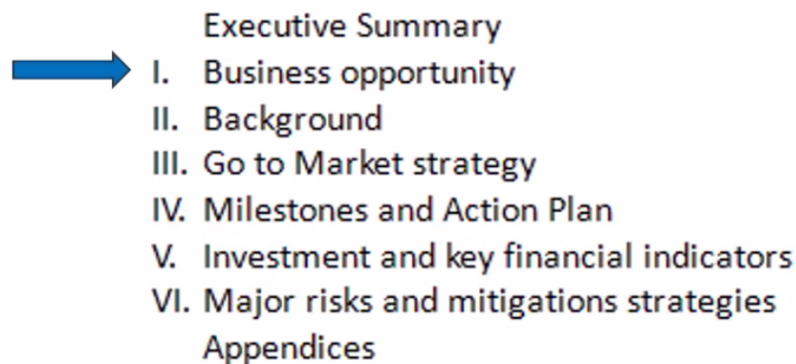 Executive Summary
I. Business opportunity
II. Background
III. Go to Market strategy
IV. Milestones and Action Plan
V. Investment and key financial indicators
VI. Major risks and mitigations strategies
Appendices